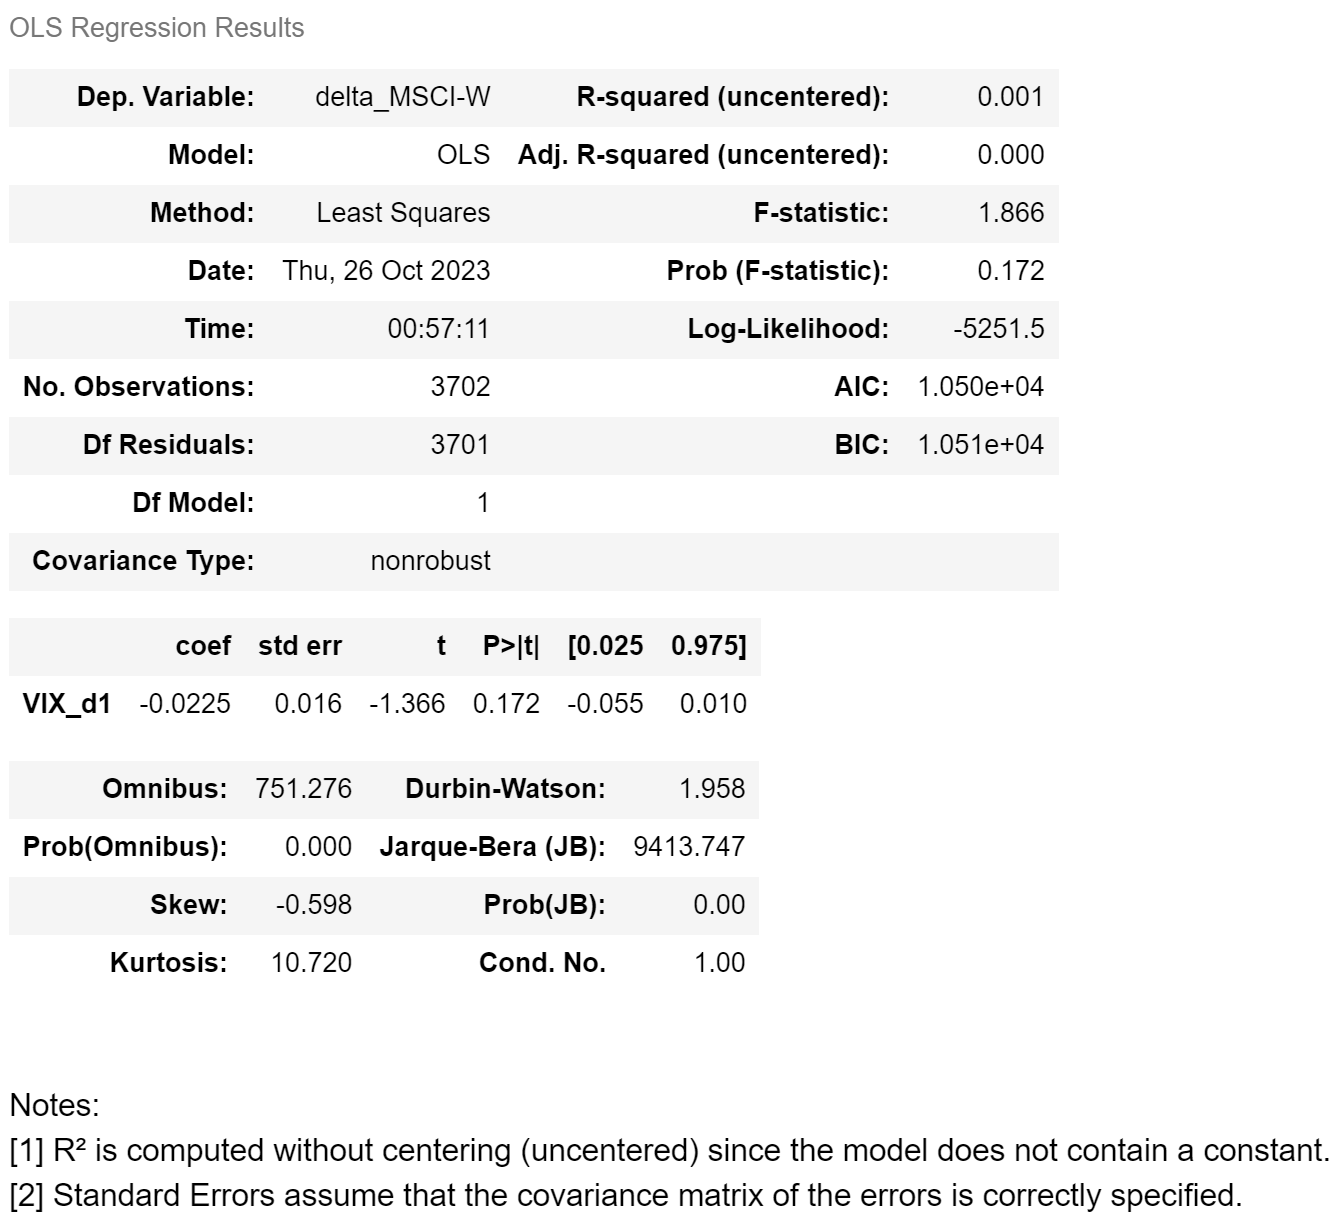 OLS Regression Results
Dep. Variable: delta_MSCI-W R-squared (uncentered): 0.001
Model: OLS Adj. R-squared (uncentered): 0.000
Method: Least Squares F-statistic: 1.866
Date: Thu, 26 Oct 2023 Prob (F-statistic): 0.172
Time: 00:57:11 Log-Likelihood: -5251.5
No. Observations: 3702 AIC: 1.050e+04
Df Residuals: 3701 BIC: 1.051e+04
Df Model: 1
Covariance Type: nonrobust
coef std err t P>|t| [0.025 0.975]
VIX_d1 -0.0225 0.016 -1.366 0.172 -0.055 0.010
Omnibus: 751.276 Durbin-Watson: 1.958
Prob(Omnibus): 0.000 Jarque-Bera (JB): 9413.747
Skew: -0.598 Prob(JB): 0.00
Kurtosis: 10.720 Cond. No. 1.00
Notes:
[1] R² is computed without centering (uncentered) since the model does not contain a constant.
[2] Standard Errors assume that the covariance matrix of the errors is correctly specified.